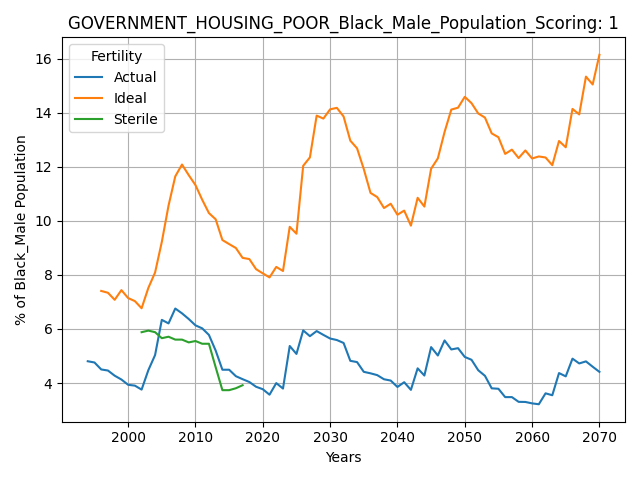 GOVERNMENT_HOUSING_POOR_Black_Male_Population_Scoring: 1
Fertility
Actual
Ideal
Sterile
% of Black_Male Population
16
14
12
10
8
6
4
2000
2010
2020
2030
2040
2050
2060
2070
Years